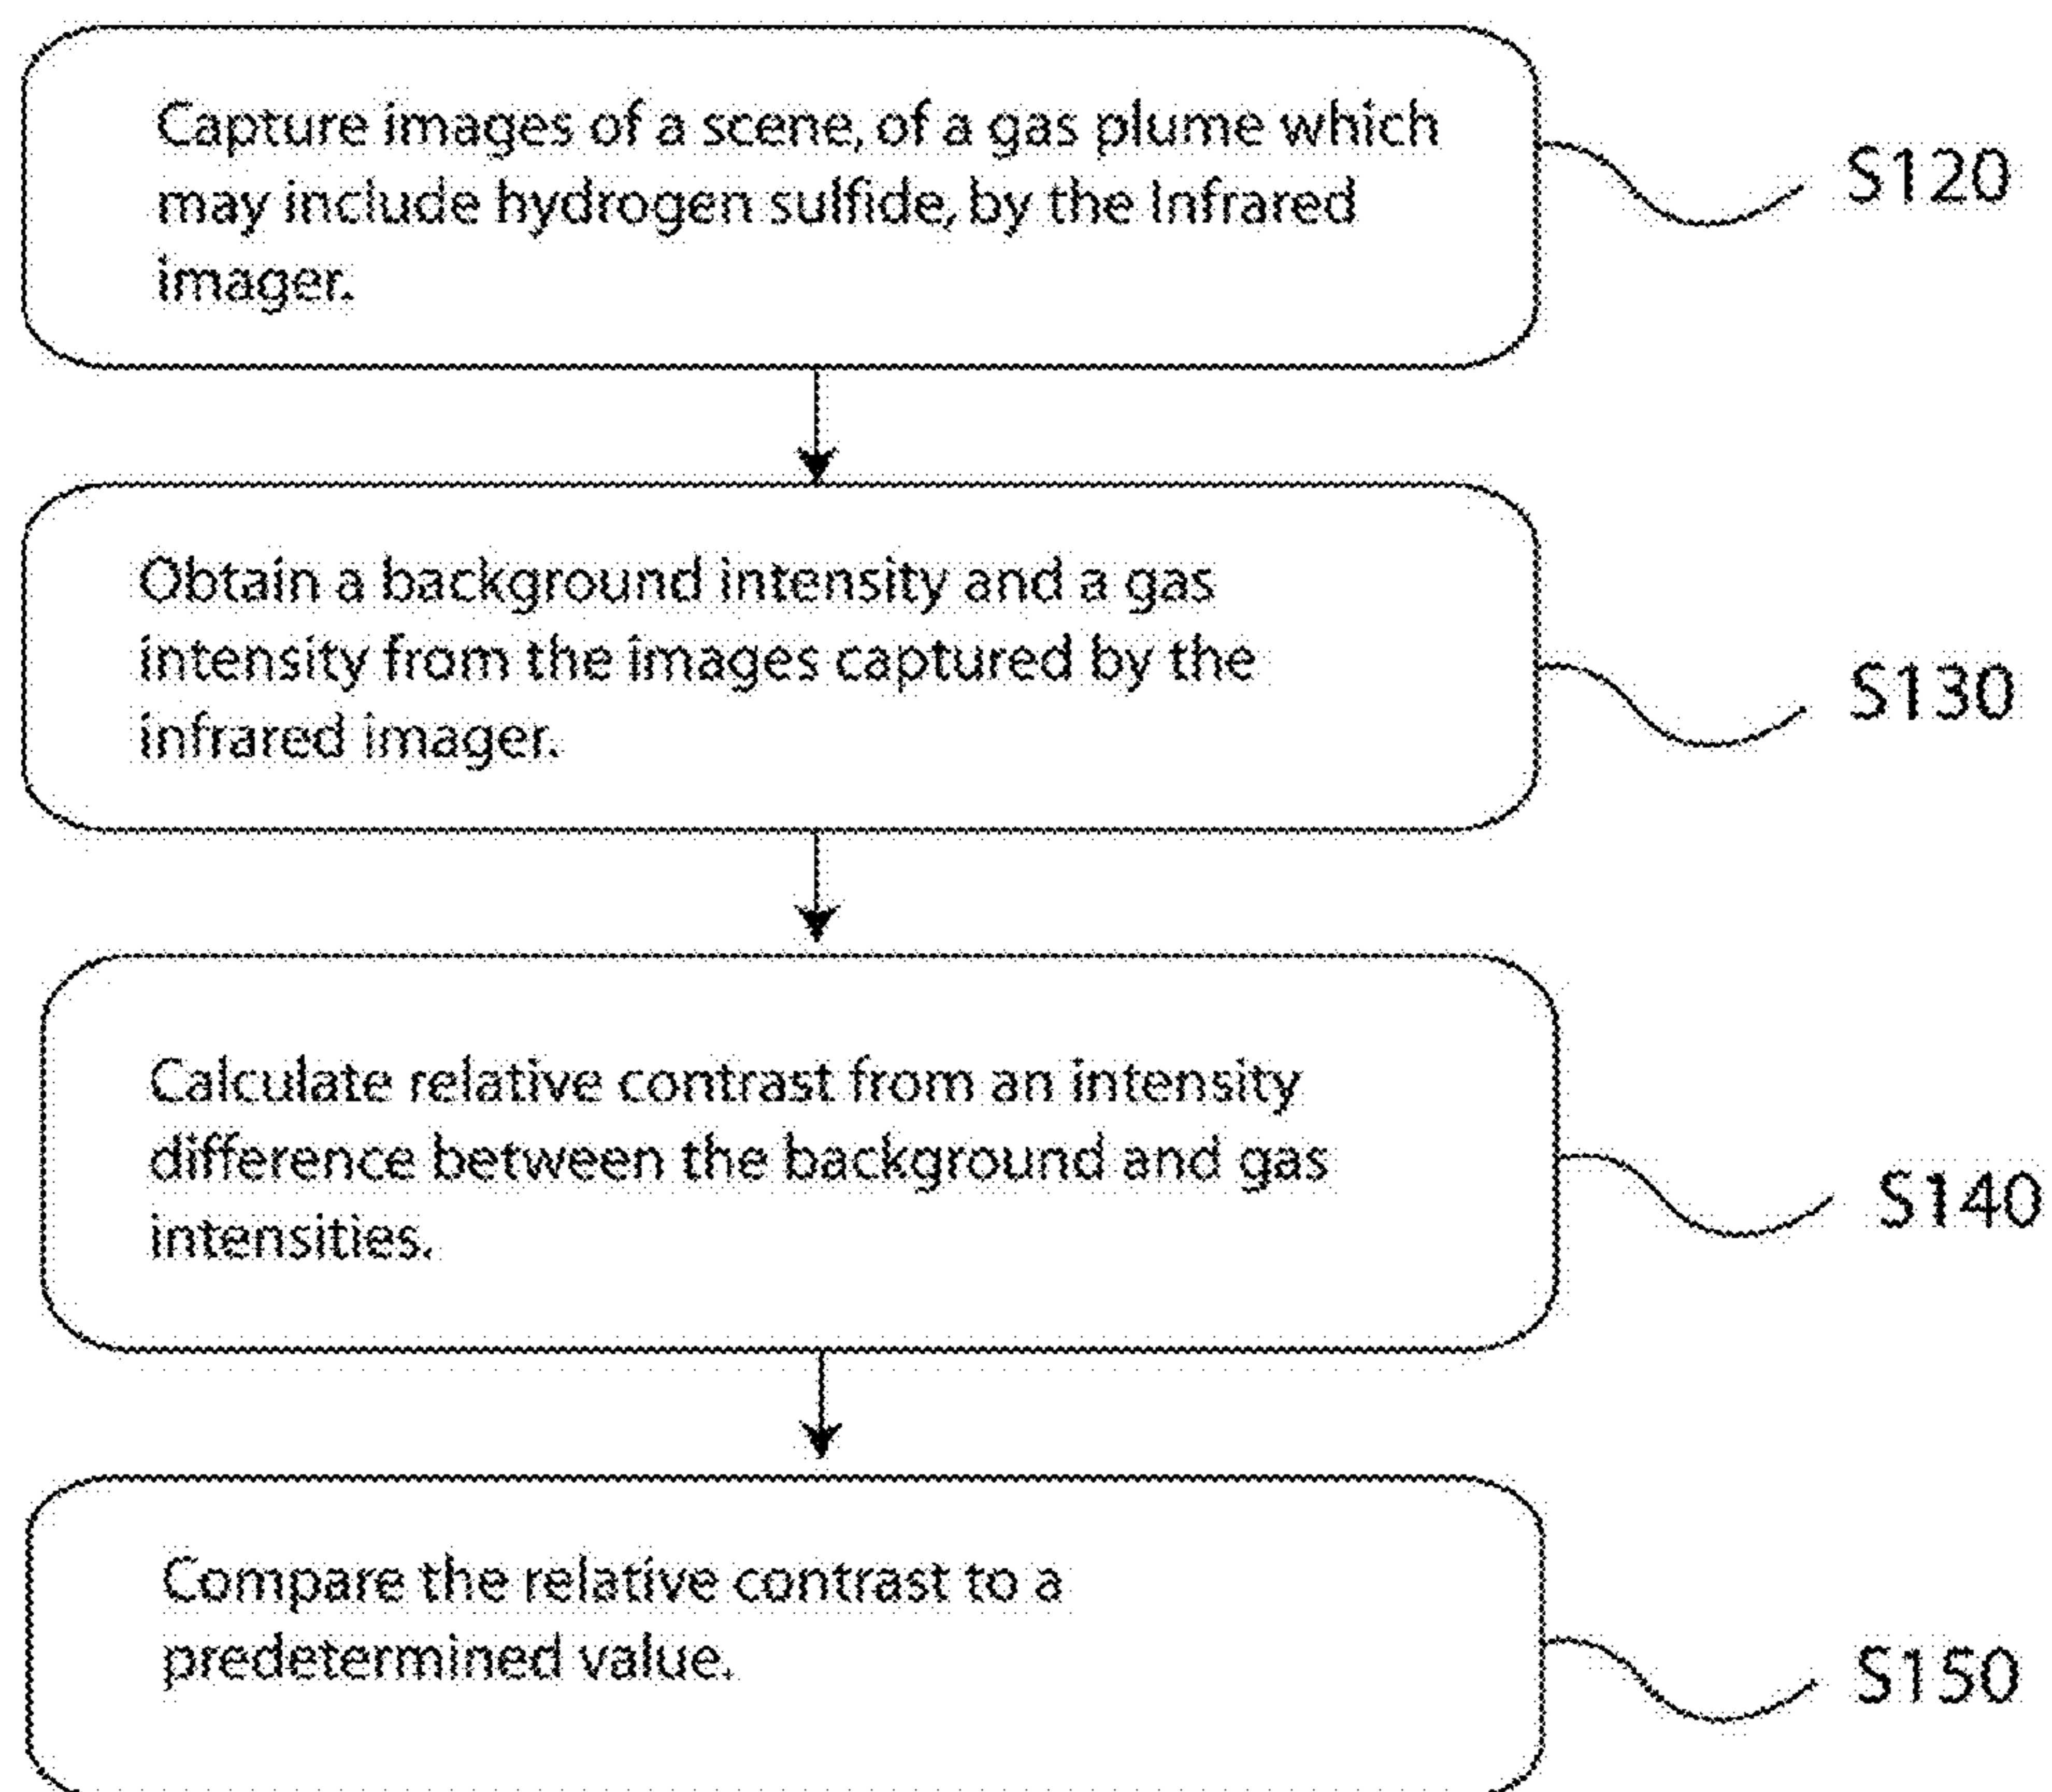 Capture images of a scene, of a gas plume which
may include hydrogen sulfide, by the Infrared
imager.
S120
Obtain a background intensity and a gas
intensity from the images captured by the
infrared imager.
S130
Calculate relative contrast from an intensity
difference between the background and gas
intensities.
S140
Compare the relative contrast to a
predetermined value.
S150